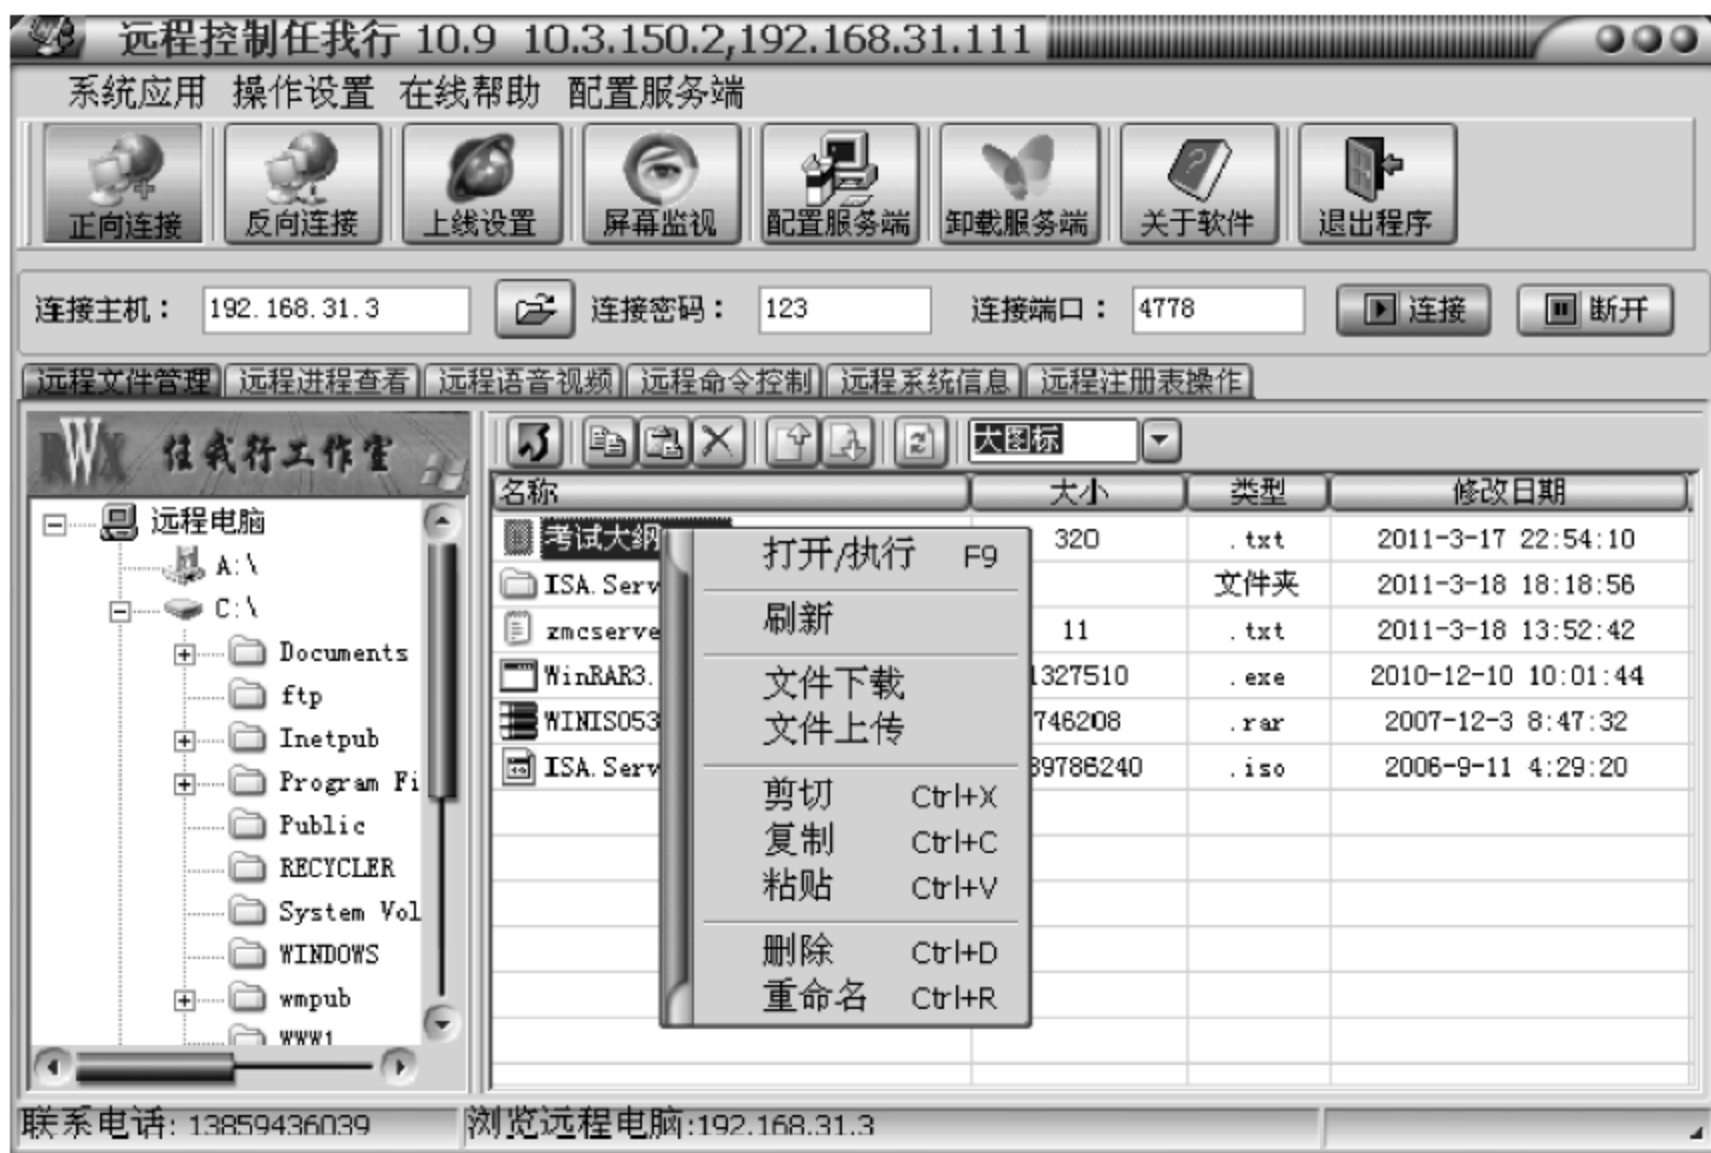 远程控制任我行 10.9 10.3.150.2,192.168.31.111
系统应用 操作设置 在线帮助 配置服务端
正向连接 反向连接 上线设置 屏幕监视 配置服务端 卸载服务端 关于软件 退出程序
连接主机： 192.168.31.3 连接密码： 123 连接端口： 4778 连接 断开
远程文件管理 远程进程查看 远程语音视频 远程命令控制 远程系统信息 远程注册表操作
RWX 任我行工作室
大图标
名称 大小 类型 修改日期
远程电脑
A:\
C:\
Documents
ftp
Inetpub
Program Fi
Public
RECYCLER
System Vol
WINDOWS
wmpub
WWW1
考试大纲 320 .txt 2011-3-17 22:54:10
ISA.Serv 文件夹 2011-3-18 18:18:56
zmcserve 11 .txt 2011-3-18 13:52:42
WinRAR3. 1327510 .exe 2010-12-10 10:01:44
WINISO53 746208 .rar 2007-12-3 8:47:32
ISA.Serv 39786240 .iso 2006-9-11 4:29:20
打开/执行 F9
刷新
文件下载
文件上传
剪切 Ctrl+X
复制 Ctrl+C
粘贴 Ctrl+V
删除 Ctrl+D
重命名 Ctrl+R
联系电话: 13859436039 浏览远程电脑:192.168.31.3